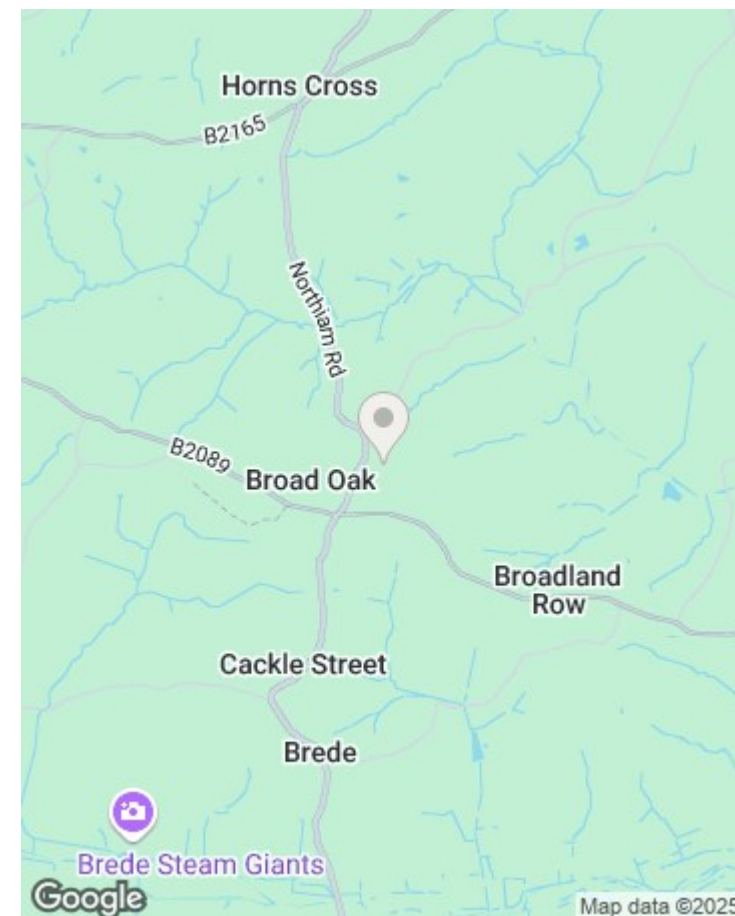 Horns Cross
B2165
Northiam Rd
B2089
Broad Oak
Broadland
Row
Cackle Street
Brede
Brede Steam Giants
Google
Map data ©2025